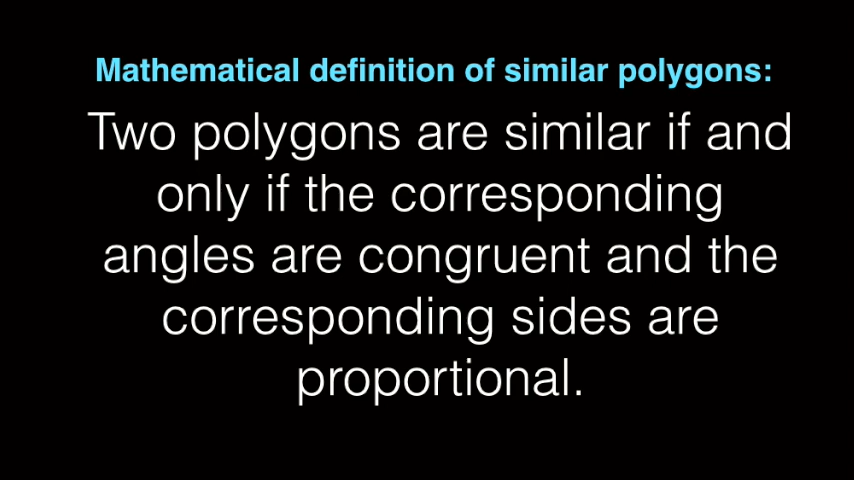 Mathematical definition of similar polygons:
Two polygons are similar if and
only if the corresponding
angles are congruent and the
corresponding sides are
proportional.